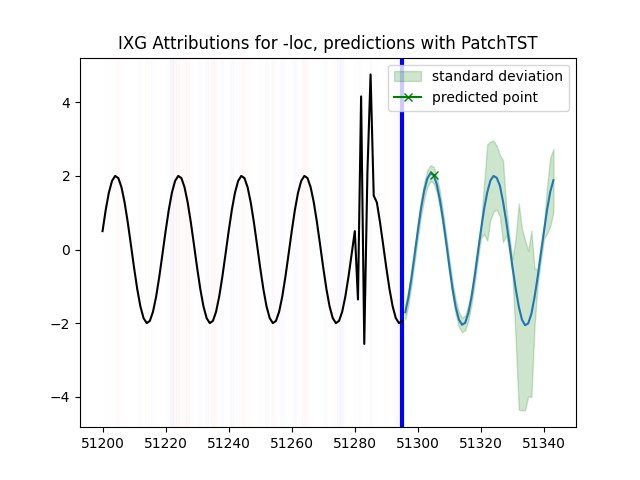 IXG Attributions for -loc, predictions with PatchTST
standard deviation
predicted point
4
2
0
−2
−4
51200 51220 51240 51260 51280 51300 51320 51340